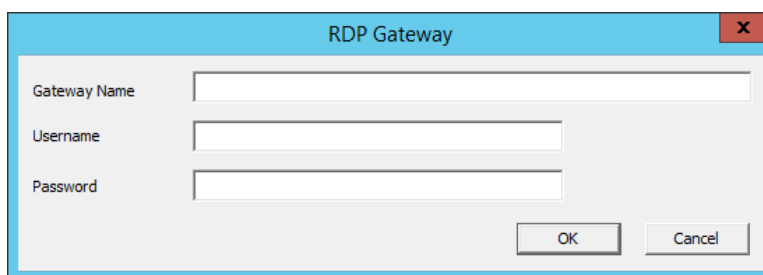 RDP Gateway
x
Gateway Name
Username
Password
OK
Cancel